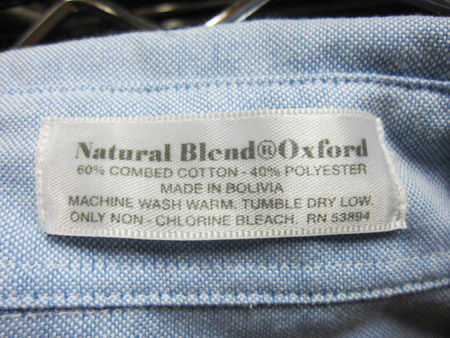 Natural Blend®Oxford
60% COMBED COTTON - 40% POLYESTER
MADE IN BOLIVIA
MACHINE WASH WARM. TUMBLE DRY LOW.
ONLY NON - CHLORINE BLEACH. RN 53894